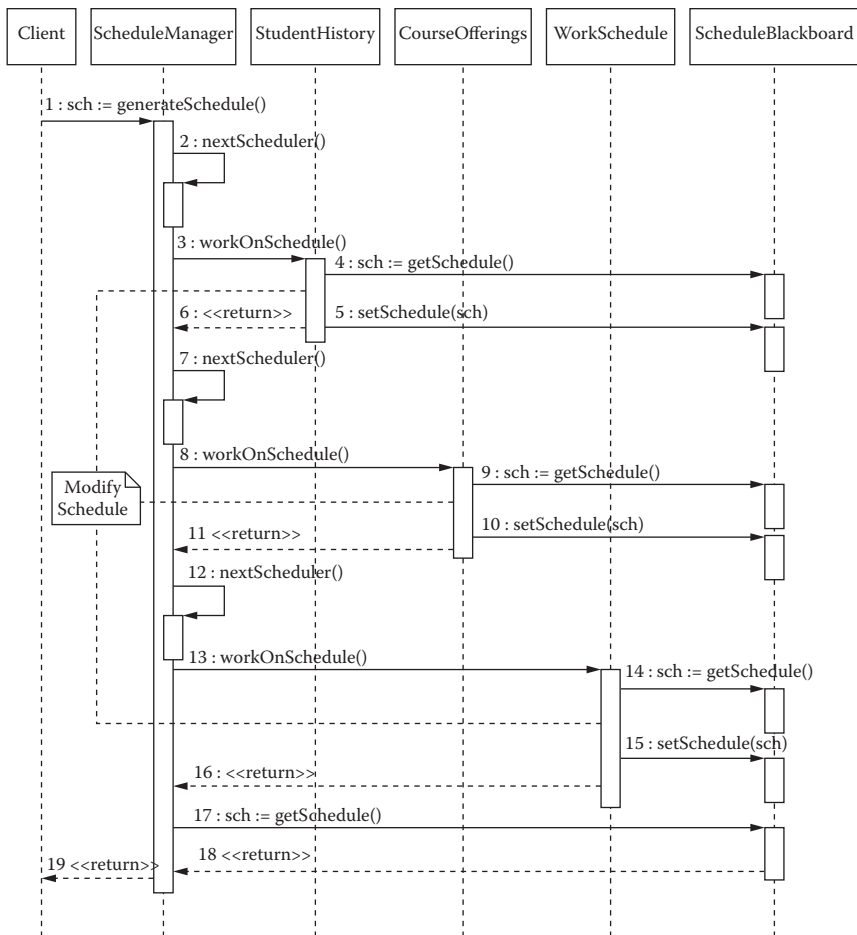 Client
ScheduleManager
StudentHistory
CourseOfferings
WorkSchedule
ScheduleBlackboard
1 : sch := generateSchedule()
2 : nextScheduler()
3 : workOnSchedule()
4 : sch := getSchedule()
6 : <<return>>
5 : setSchedule(sch)
7 : nextScheduler()
8 : workOnSchedule()
9 : sch := getSchedule()
Modify
Schedule
10 : setSchedule(sch)
11 <<return>>
12 : nextScheduler()
13 : workOnSchedule()
14 : sch := getSchedule()
15 : setSchedule(sch)
16 : <<return>>
17 : sch := getSchedule()
18 <<return>>
19 <<return>>